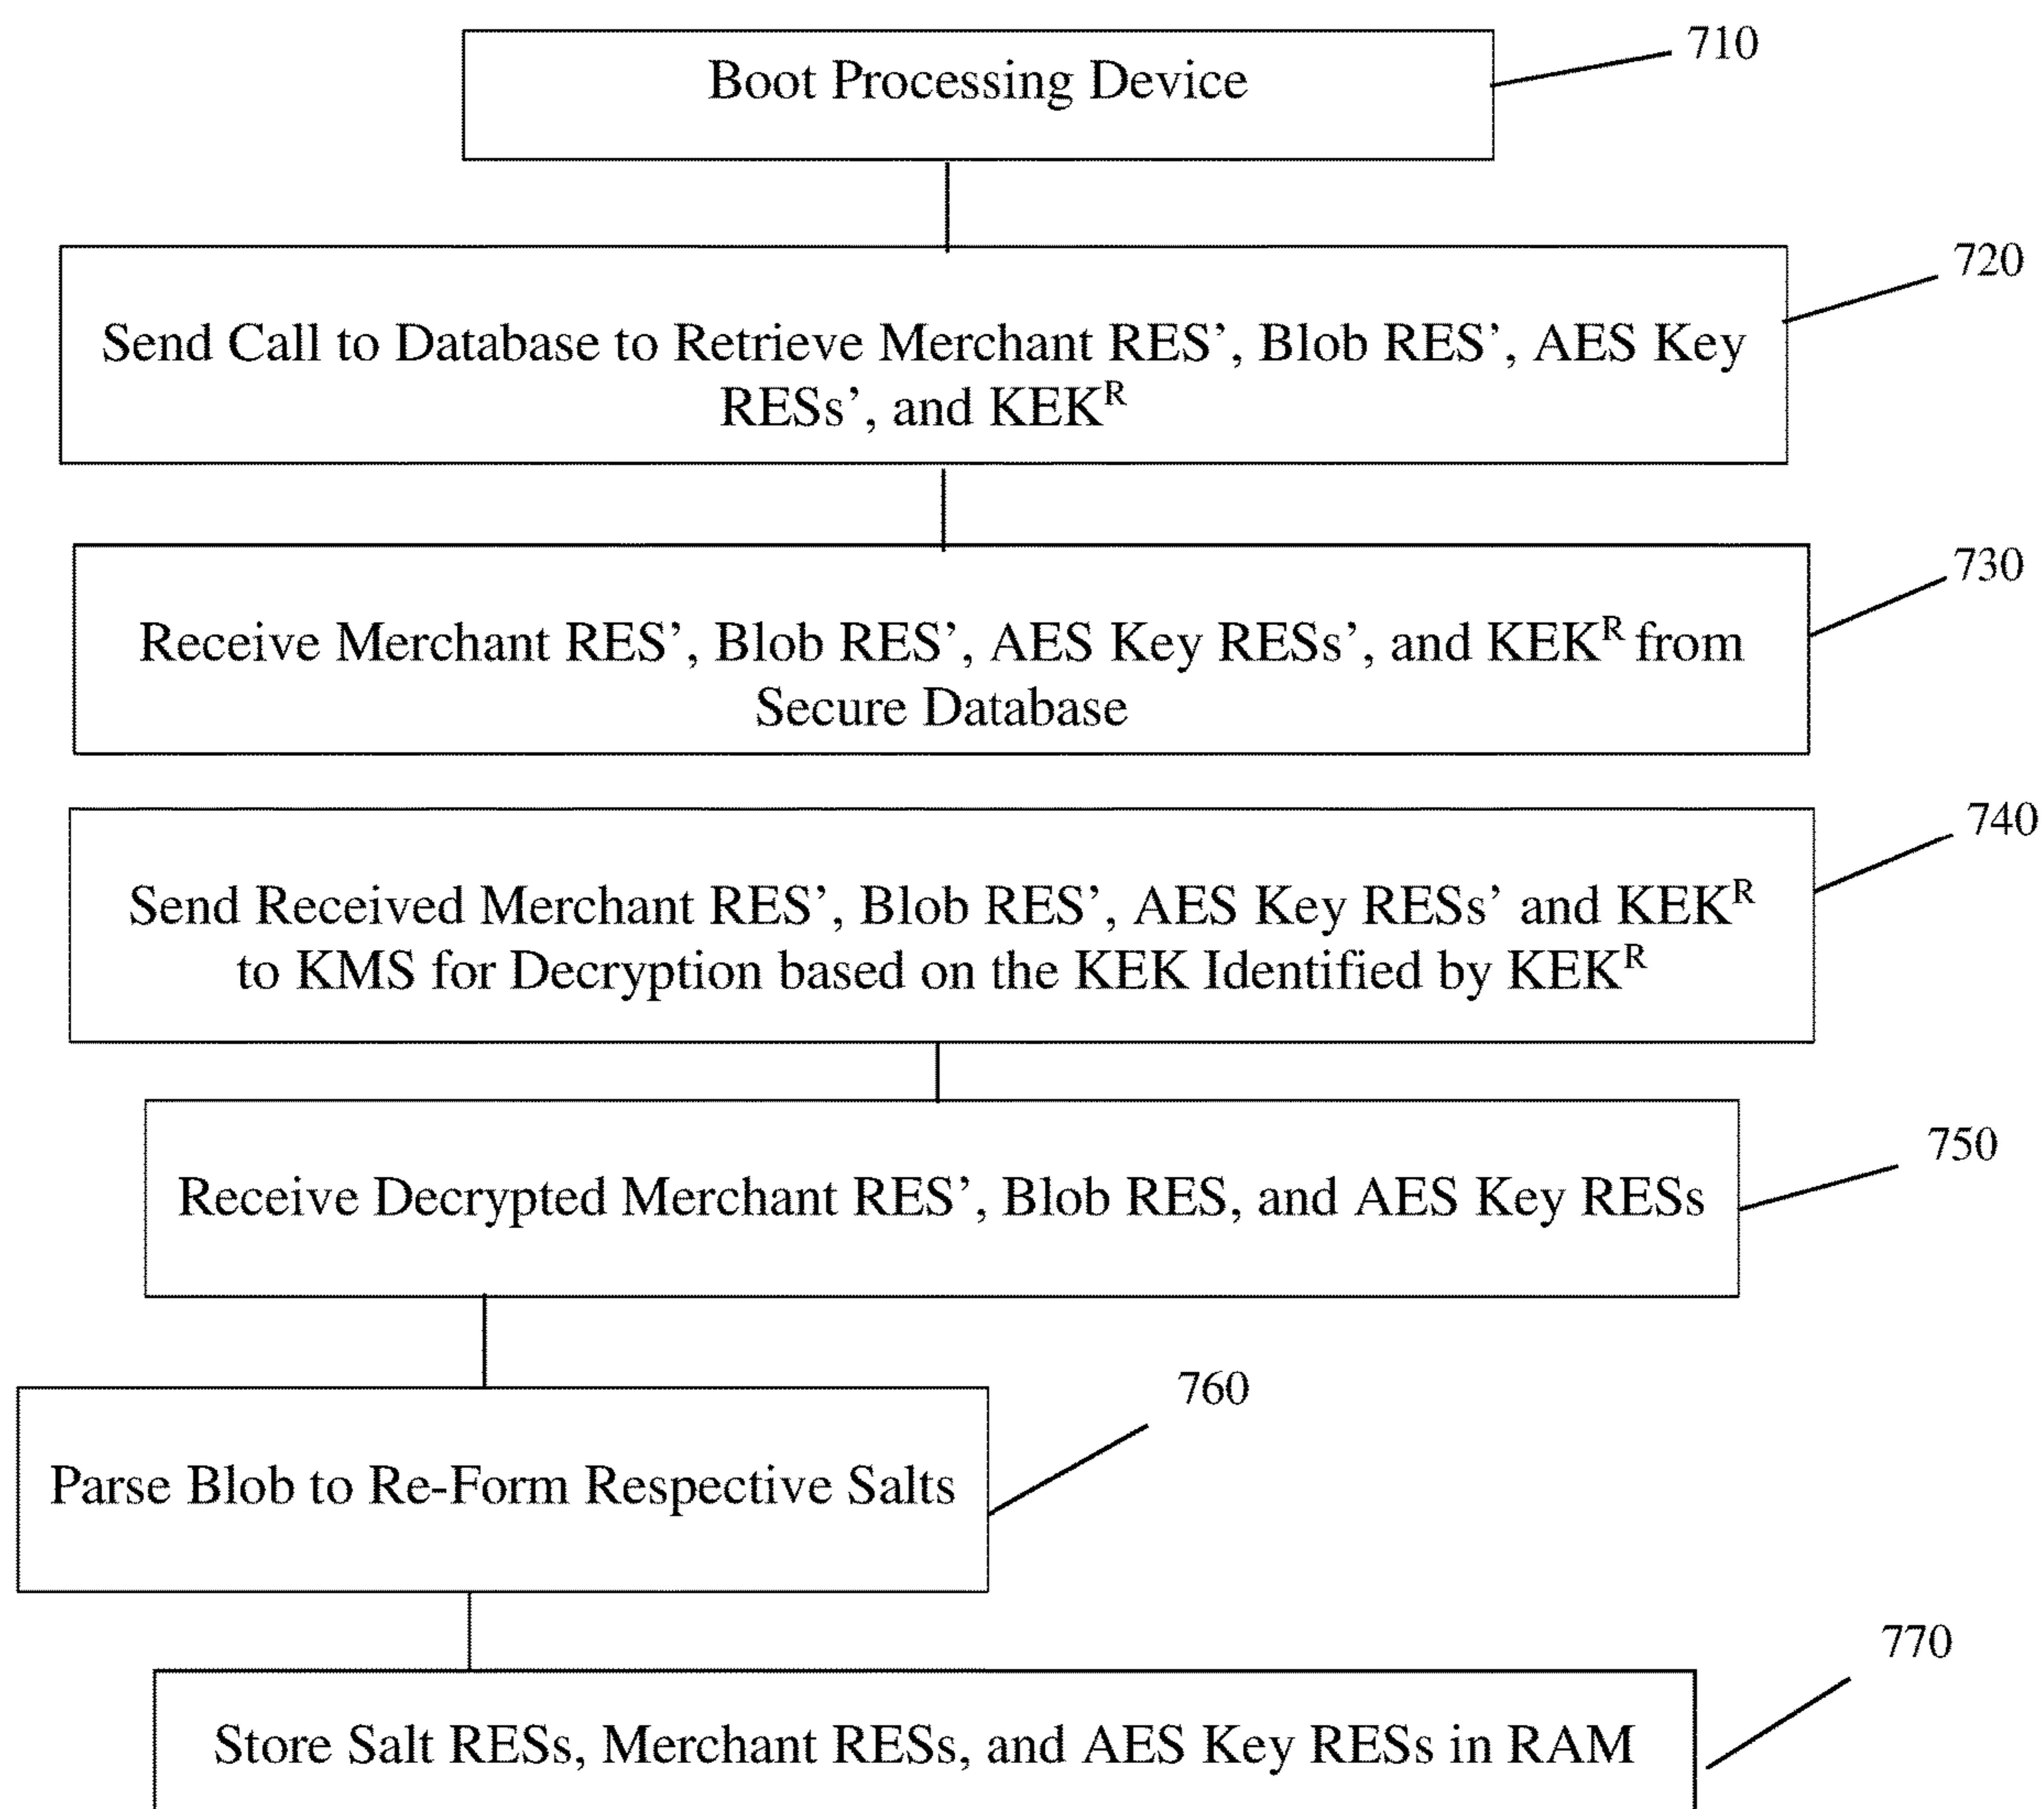 Boot Processing Device
710
720
Send Call to Database to Retrieve Merchant RES’, Blob RES’, AES Key
RESs’, and KEKᴿ
730
Receive Merchant RES’, Blob RES’, AES Key RESs’, and KEKᴿ from
Secure Database
740
Send Received Merchant RES’, Blob RES’, AES Key RESs’ and KEKᴿ
to KMS for Decryption based on the KEK Identified by KEKᴿ
750
Receive Decrypted Merchant RES’, Blob RES, and AES Key RESs
760
Parse Blob to Re-Form Respective Salts
770
Store Salt RESs, Merchant RESs, and AES Key RESs in RAM